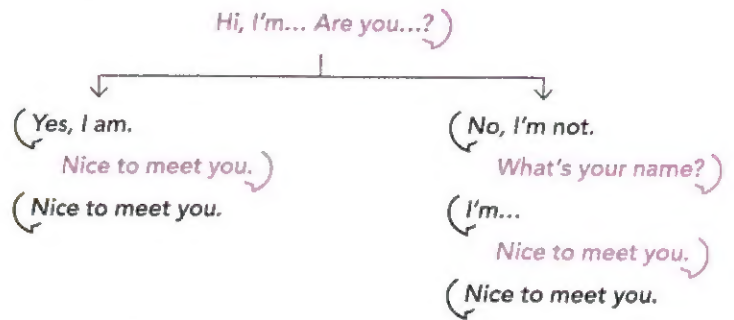 Hi, I'm... Are you...?
Yes, I am.
Nice to meet you.
Nice to meet you.
No, I'm not.
What's your name?
I'm...
Nice to meet you.
Nice to meet you.